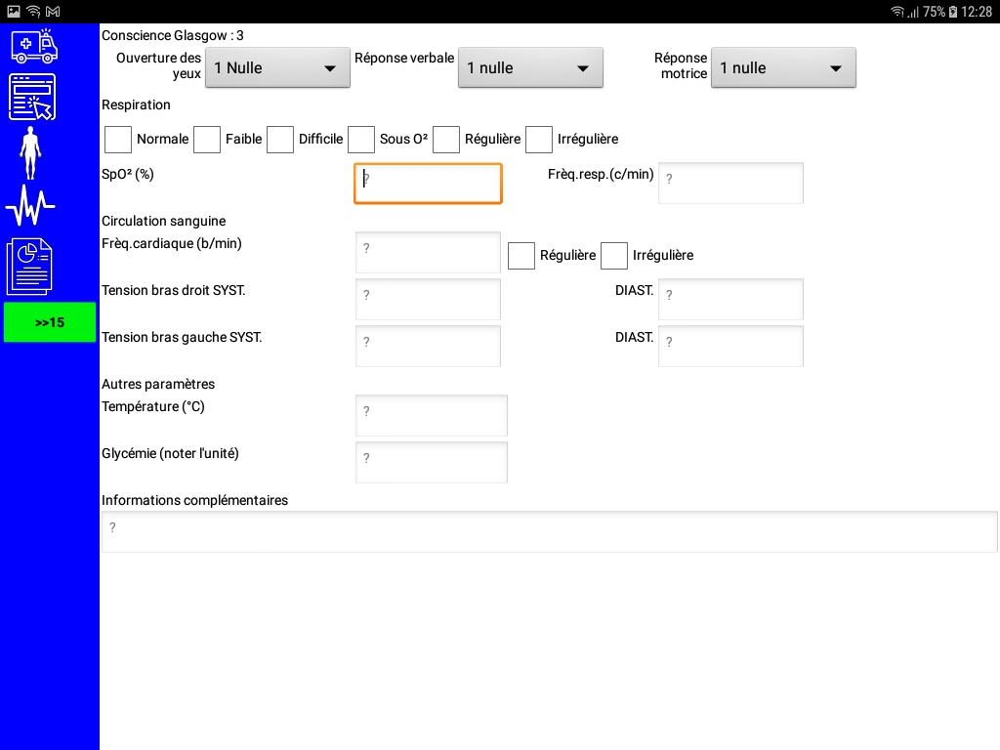 75% 12:28
Conscience Glasgow : 3
Ouverture des yeux 1 Nulle Réponse verbale 1 nulle Réponse motrice 1 nulle
Respiration
Normale Faible Difficile Sous O² Régulière Irrégulière
SpO² (%) ? Frèq.resp.(c/min) ?
Circulation sanguine
Frèq.cardiaque (b/min) ? Régulière Irrégulière
Tension bras droit SYST. ? DIAST. ?
>>15
Tension bras gauche SYST. ? DIAST. ?
Autres paramètres
Température (°C) ?
Glycémie (noter l'unité) ?
Informations complémentaires
?